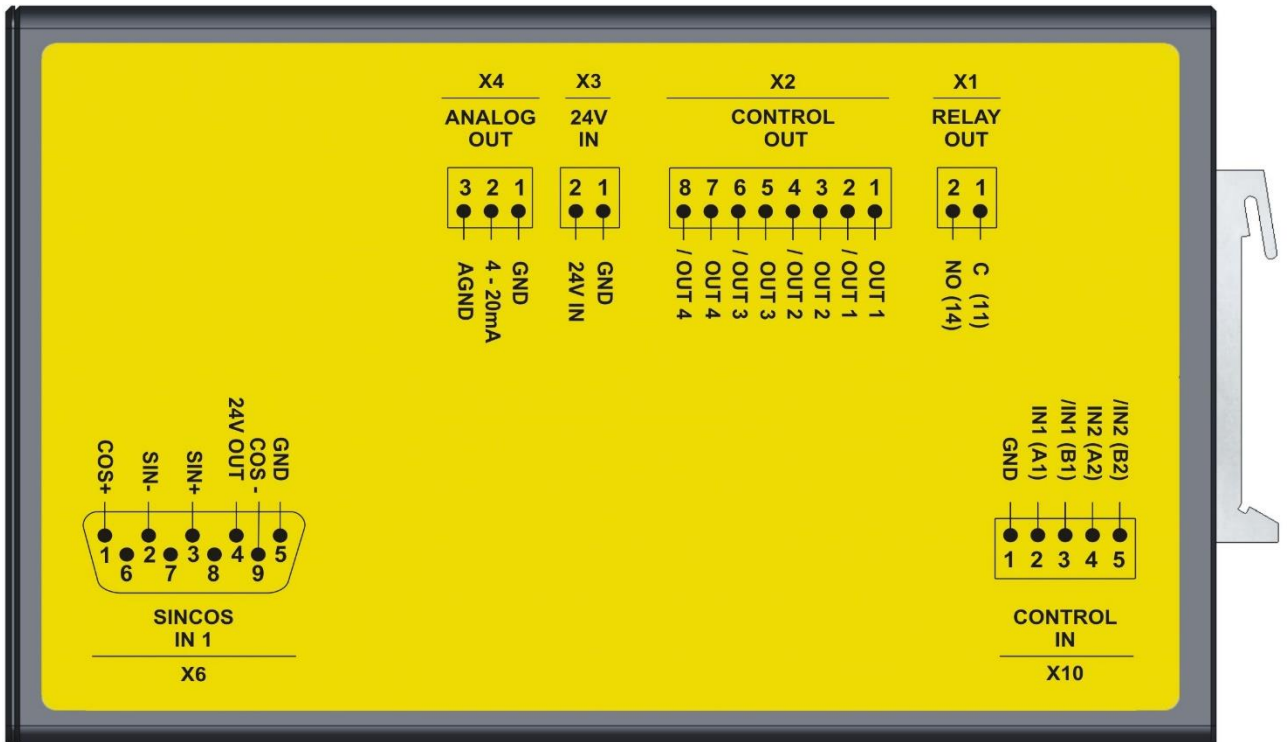 X4 X3 X2 X1
ANALOG OUT
24V IN
CONTROL OUT
RELAY OUT
3 2 1
2 1
8 7 6 5 4 3 2 1
2 1
AGND
4 - 20mA
GND
24V IN
GND
/ OUT 4
OUT 4
/ OUT 3
OUT 3
/ OUT 2
OUT 2
/ OUT 1
OUT 1
NO (14)
C (11)
COS+
SIN-
SIN+
24V OUT
COS -
GND
1 2 3 4 5
6 7 8 9
SINCOS
IN 1
X6
GND
IN1 (A1)
/IN1 (B1)
IN2 (A2)
/IN2 (B2)
1 2 3 4 5
CONTROL
IN
X10